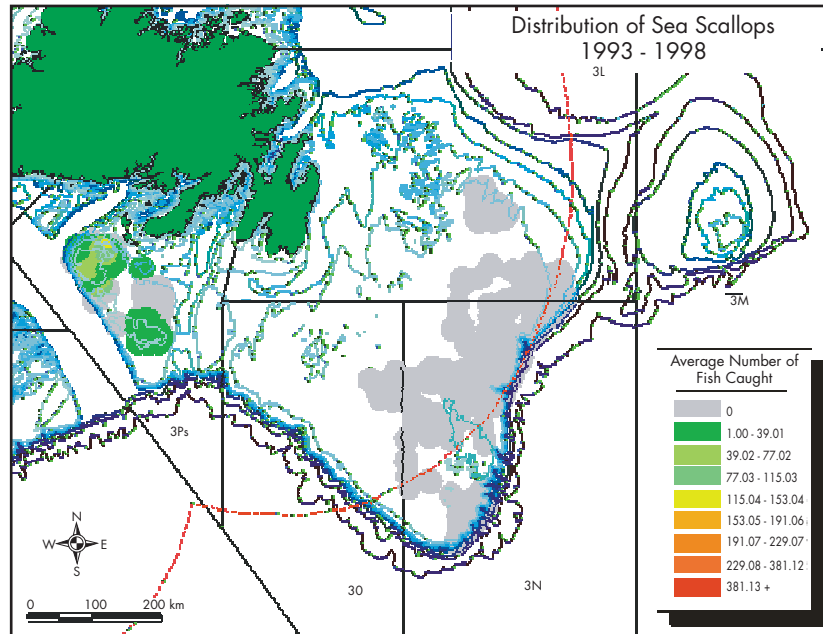 Distribution of Sea Scallops
1993 - 1998
3L
3M
3Ps
30
3N
Average Number of
Fish Caught
0
1.00 - 39.01
39.02 - 77.02
77.03 - 115.03
115.04 - 153.04
153.05 - 191.06
191.07 - 229.07
229.08 - 381.12
381.13 +
N
W E
S
0 100 200 km